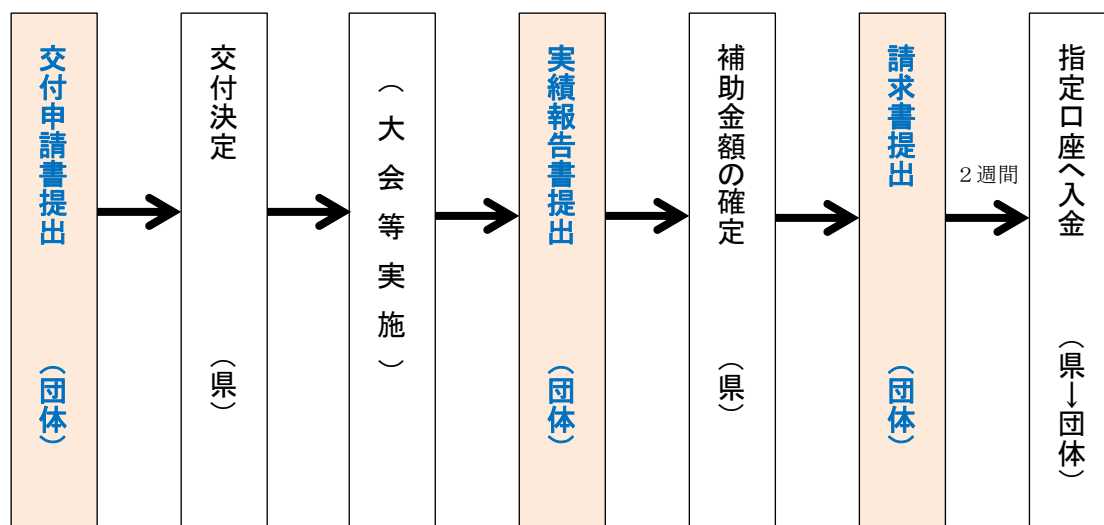 交付申請書提出 (団体)
交付決定 (県)
(大会等実施)
実績報告書提出 (団体)
補助金額の確定 (県)
請求書提出 (団体)
２週間
指定口座へ入金 (県→団体)